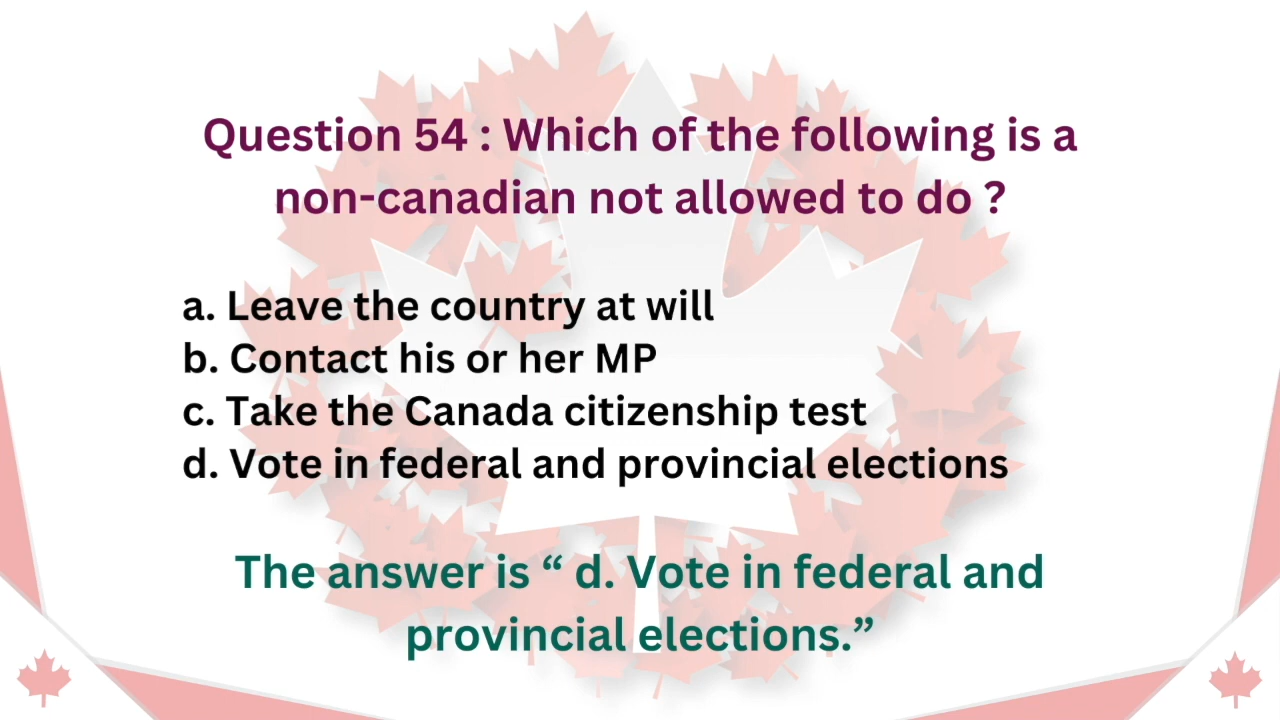 Question 54 : Which of the following is a
non-canadian not allowed to do ?
a. Leave the country at will
b. Contact his or her MP
c. Take the Canada citizenship test
d. Vote in federal and provincial elections
The answer is “ d. Vote in federal and
provincial elections.”